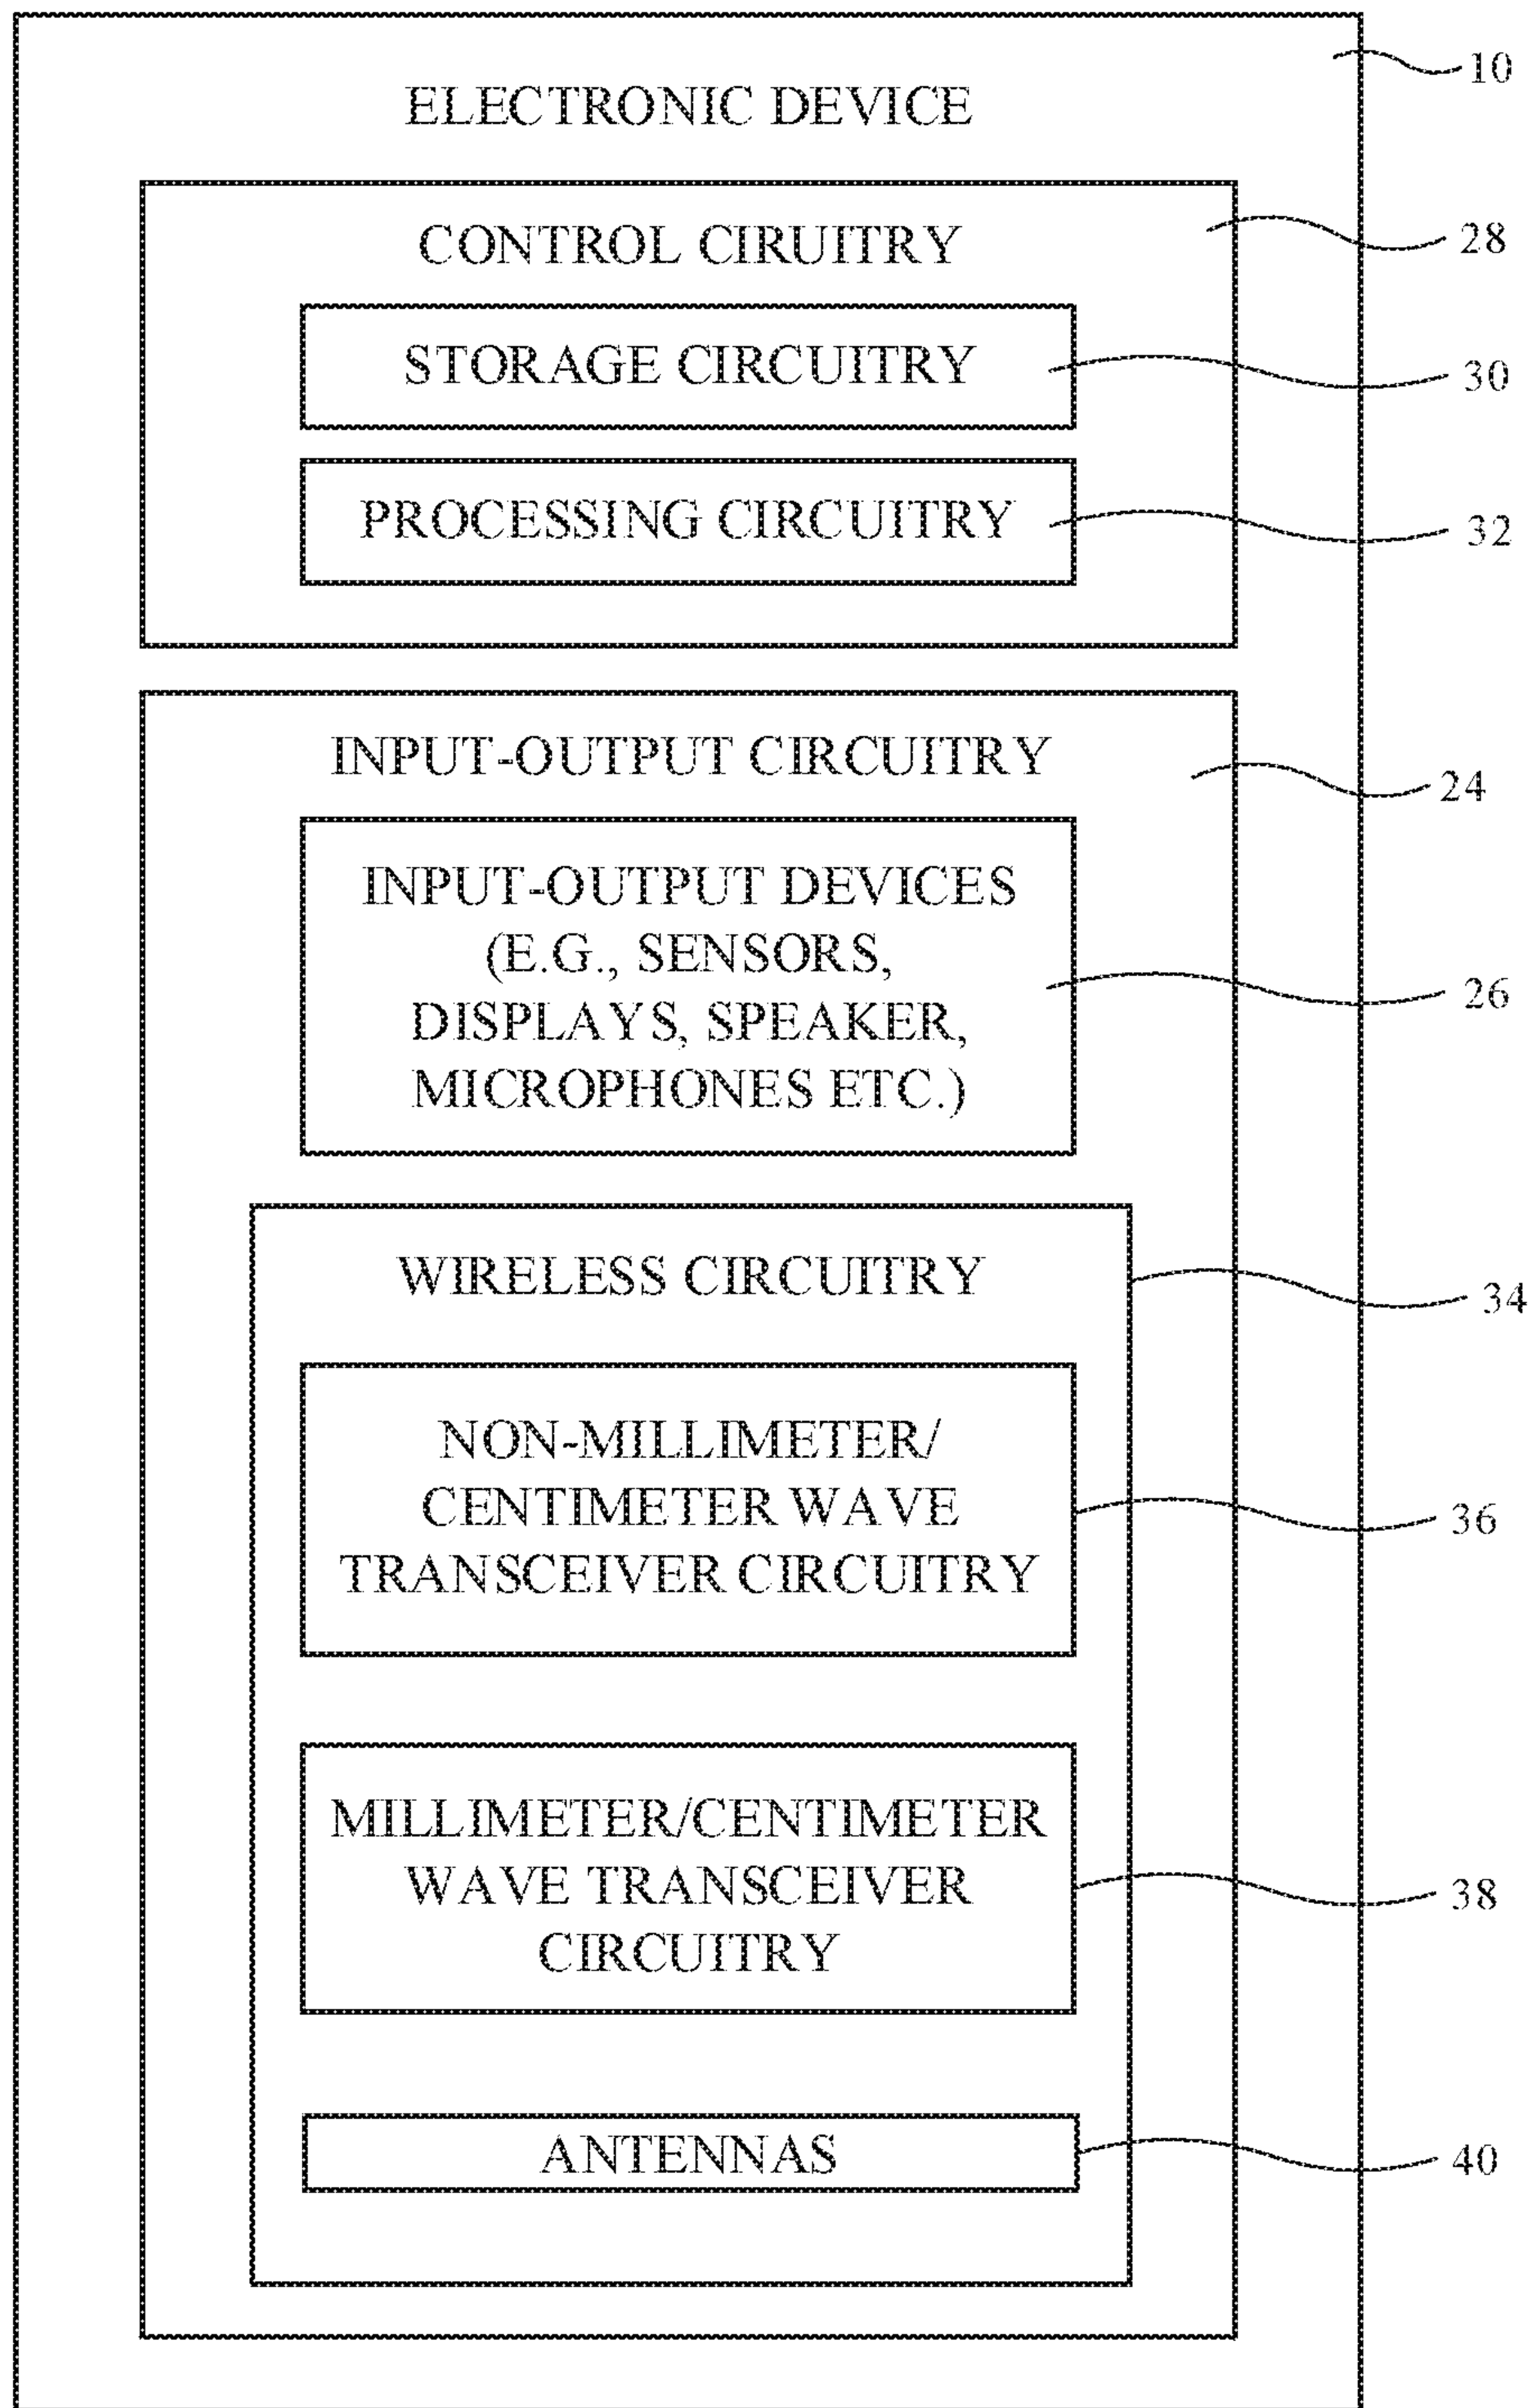 10
ELECTRONIC DEVICE
CONTROL CIRUITRY
28
STORAGE CIRCUITRY
30
PROCESSING CIRCUITRY
32
INPUT-OUTPUT CIRCUITRY
24
INPUT-OUTPUT DEVICES
(E.G., SENSORS,
DISPLAYS, SPEAKER,
MICROPHONES ETC.)
26
WIRELESS CIRCUITRY
34
NON-MILLIMETER/
CENTIMETER WAVE
TRANSCEIVER CIRCUITRY
36
MILLIMETER/CENTIMETER
WAVE TRANSCEIVER
CIRCUITRY
38
ANTENNAS
40